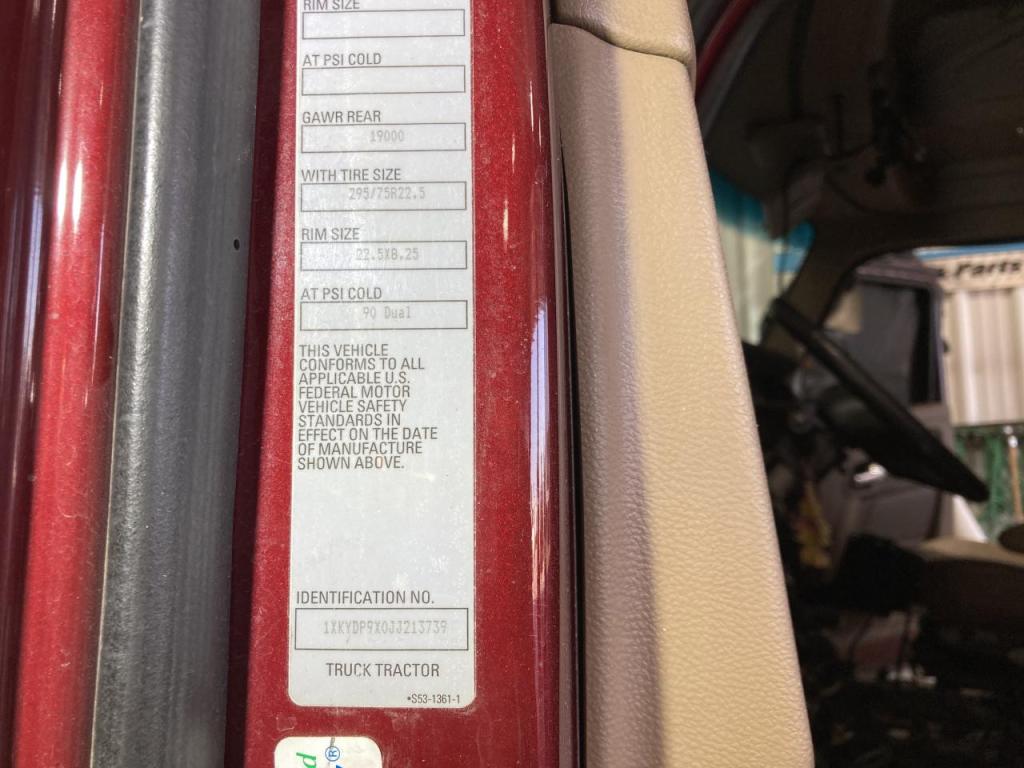 RIM SIZE
AT PSI COLD
GAWR REAR
19000
WITH TIRE SIZE
295/75R22.5
RIM SIZE
22.5X8.25
AT PSI COLD
90 Dual
THIS VEHICLE
CONFORMS TO ALL
APPLICABLE U.S.
FEDERAL MOTOR
VEHICLE SAFETY
STANDARDS IN
EFFECT ON THE DATE
OF MANUFACTURE
SHOWN ABOVE.
IDENTIFICATION NO.
1XKYDP9X0JJ213739
TRUCK TRACTOR
•S53-1361-1
d
®
Parts